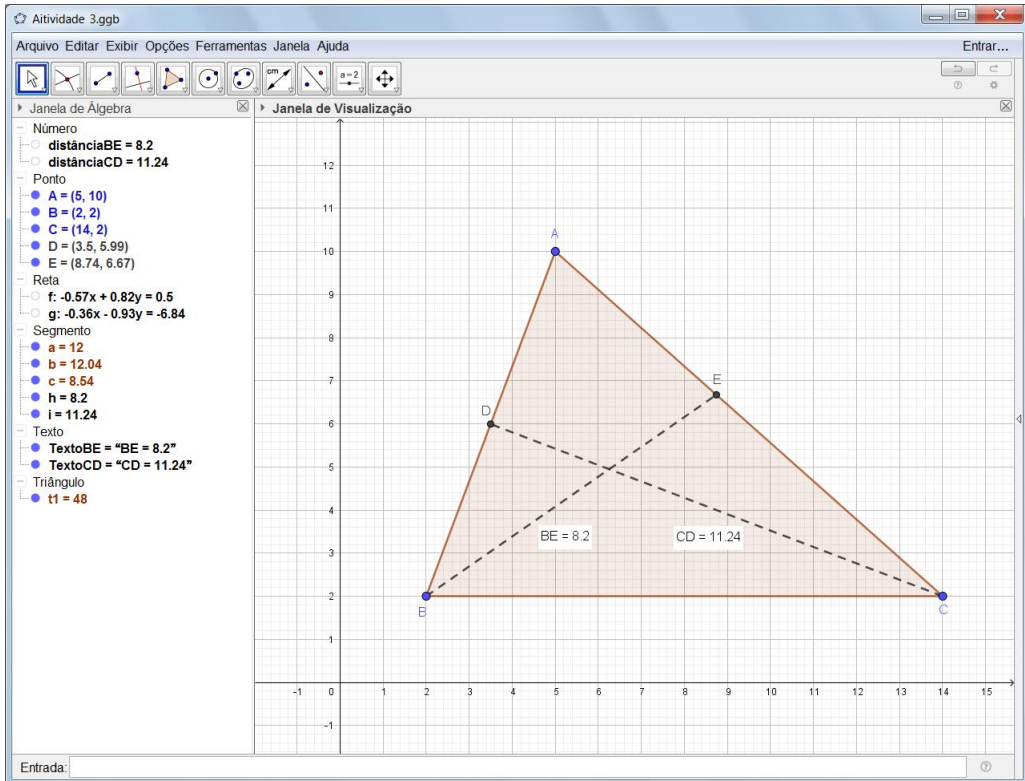 Aitividade 3.ggb
Arquivo Editar Exibir Opções Ferramentas Janela Ajuda
Entrar...
cm
a=2
Janela de Álgebra
Janela de Visualização
Número
distânciaBE = 8.2
distânciaCD = 11.24
Ponto
A = (5, 10)
B = (2, 2)
C = (14, 2)
D = (3.5, 5.99)
E = (8.74, 6.67)
Reta
f: -0.57x + 0.82y = 0.5
g: -0.36x - 0.93y = -6.84
Segmento
a = 12
b = 12.04
c = 8.54
h = 8.2
i = 11.24
Texto
TextoBE = “BE = 8.2”
TextoCD = “CD = 11.24”
Triângulo
t1 = 48
12
11
A
10
9
8
7
E
D
6
5
4
BE = 8.2
CD = 11.24
3
2
B
C
1
-1 0 1 2 3 4 5 6 7 8 9 10 11 12 13 14 15
-1
Entrada: